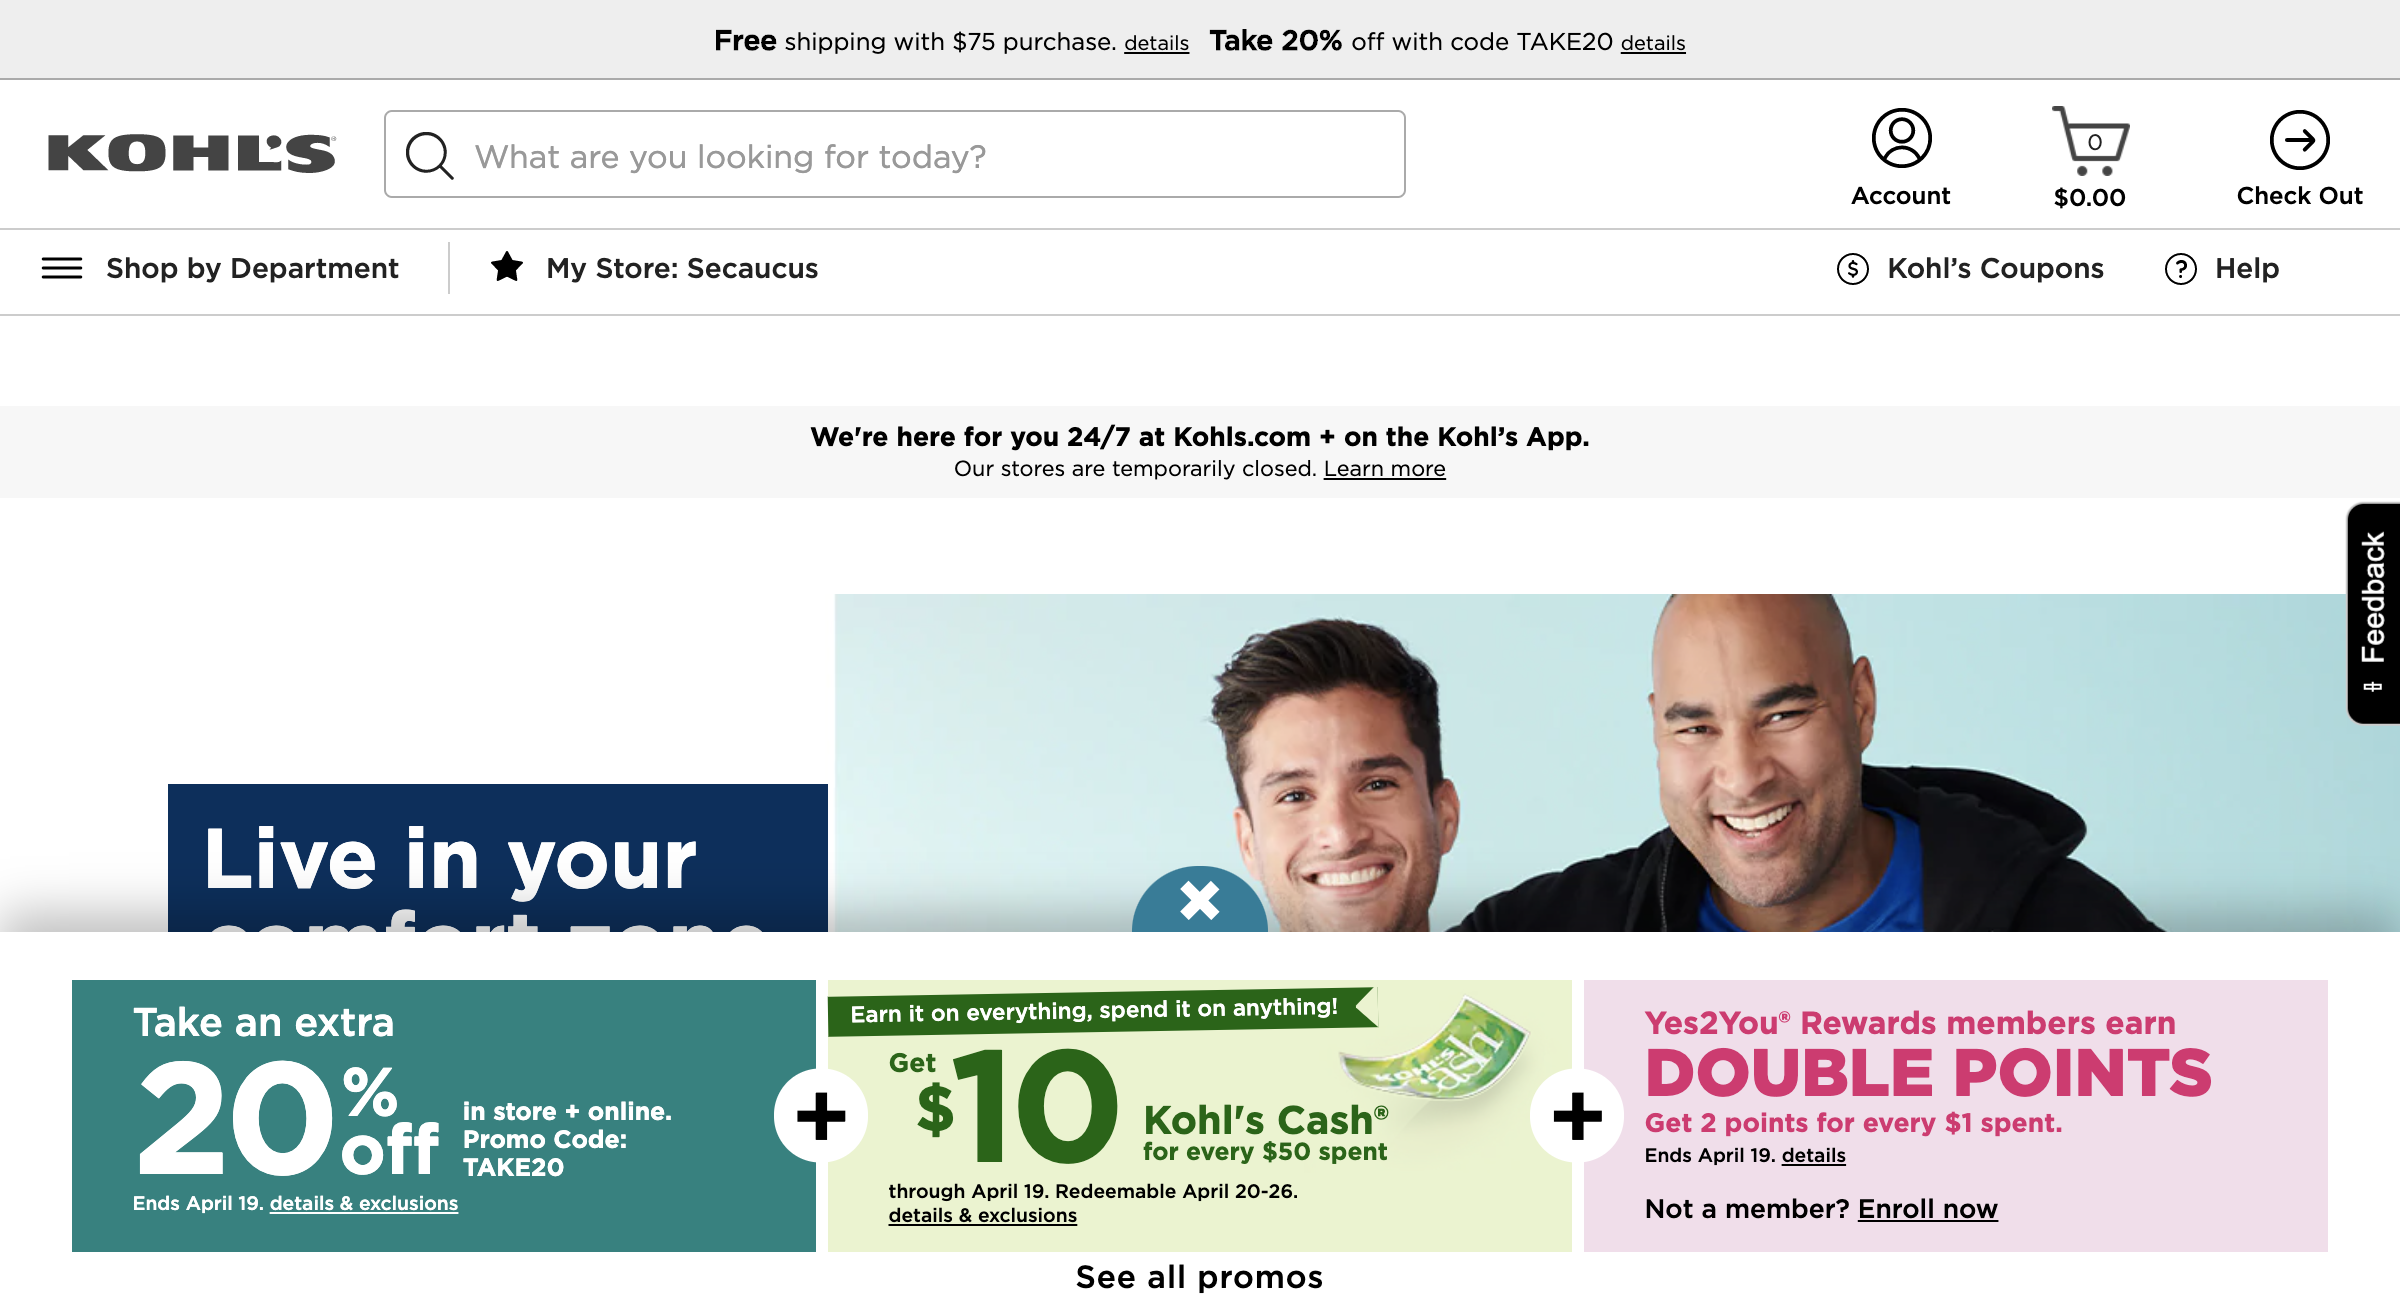 Free shipping with $75 purchase. details Take 20% off with code TAKE20 details
KOHL'S
What are you looking for today?
Account
0
$0.00
Check Out
Shop by Department
My Store: Secaucus
$ Kohl’s Coupons
? Help
We're here for you 24/7 at Kohls.com + on the Kohl’s App.
Our stores are temporarily closed. Learn more
Feedback
Live in your
comfort zone
Take an extra
20% off
in store + online.
Promo Code:
TAKE20
Ends April 19. details & exclusions
+
Earn it on everything, spend it on anything!
Get
$10
Kohl's Cash®
for every $50 spent
KOHL'S
Cash
through April 19. Redeemable April 20-26.
details & exclusions
+
Yes2You® Rewards members earn
DOUBLE POINTS
Get 2 points for every $1 spent.
Ends April 19. details
Not a member? Enroll now
See all promos